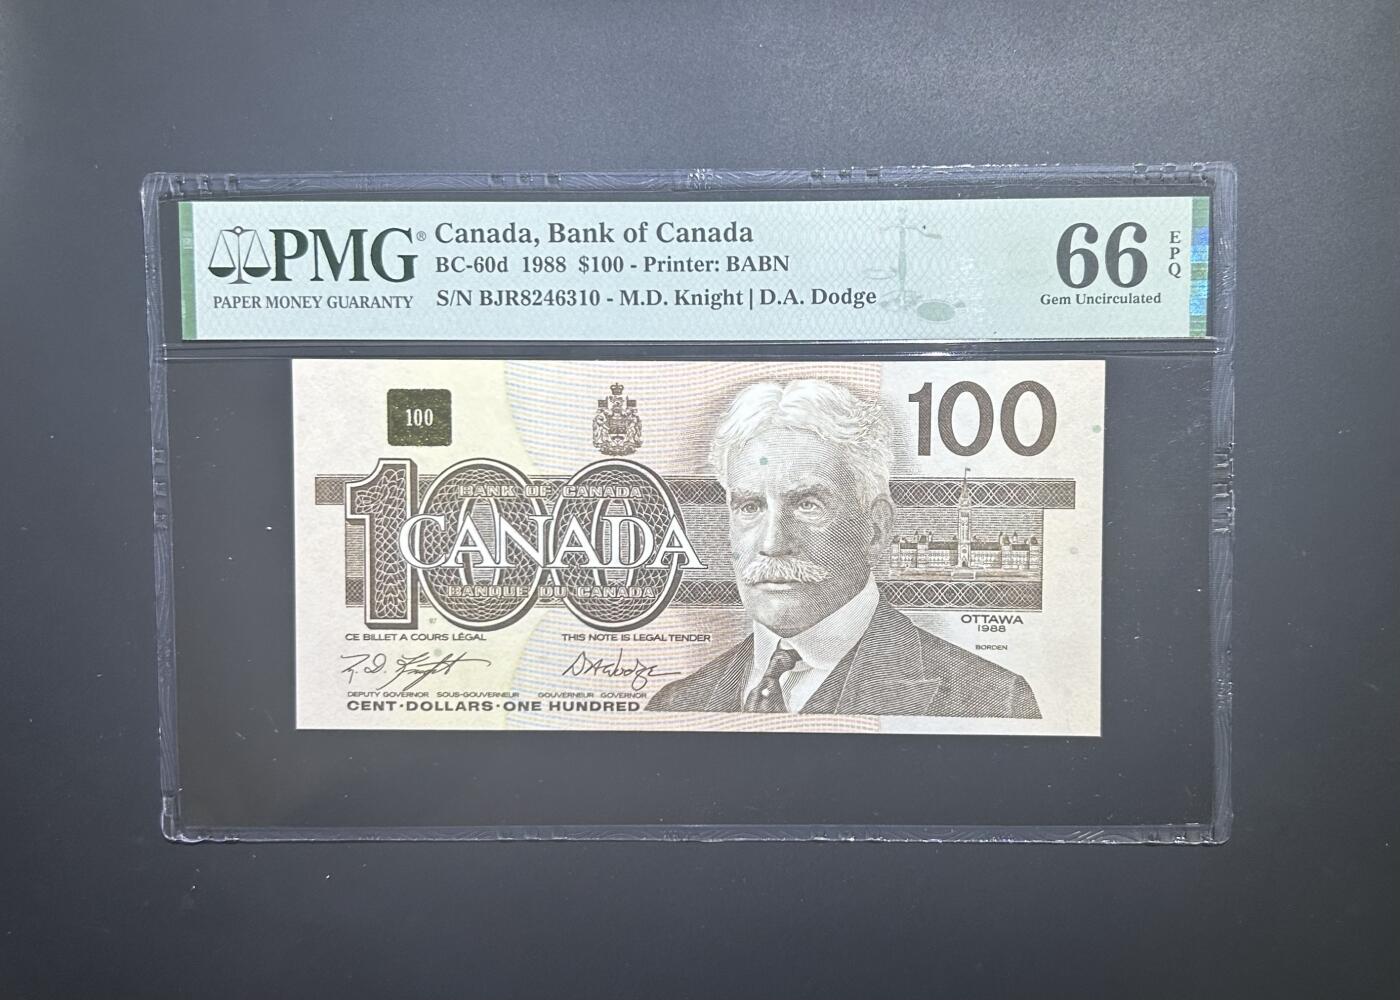 PMG®
PAPER MONEY GUARANTY
Canada, Bank of Canada
BC-60d 1988 $100 - Printer: BABN
S/N BJR8246310 - M.D. Knight | D.A. Dodge
66
EPQ
Gem Uncirculated
100
100
BANK OF CANADA
100
CANADA
BANQUE DU CANADA
CE BILLET A COURS LÉGAL
THIS NOTE IS LEGAL TENDER
OTTAWA
1988
BORDEN
DEPUTY GOVERNOR SOUS-GOUVERNEUR
GOUVERNEUR GOVERNOR
CENT·DOLLARS·ONE HUNDRED